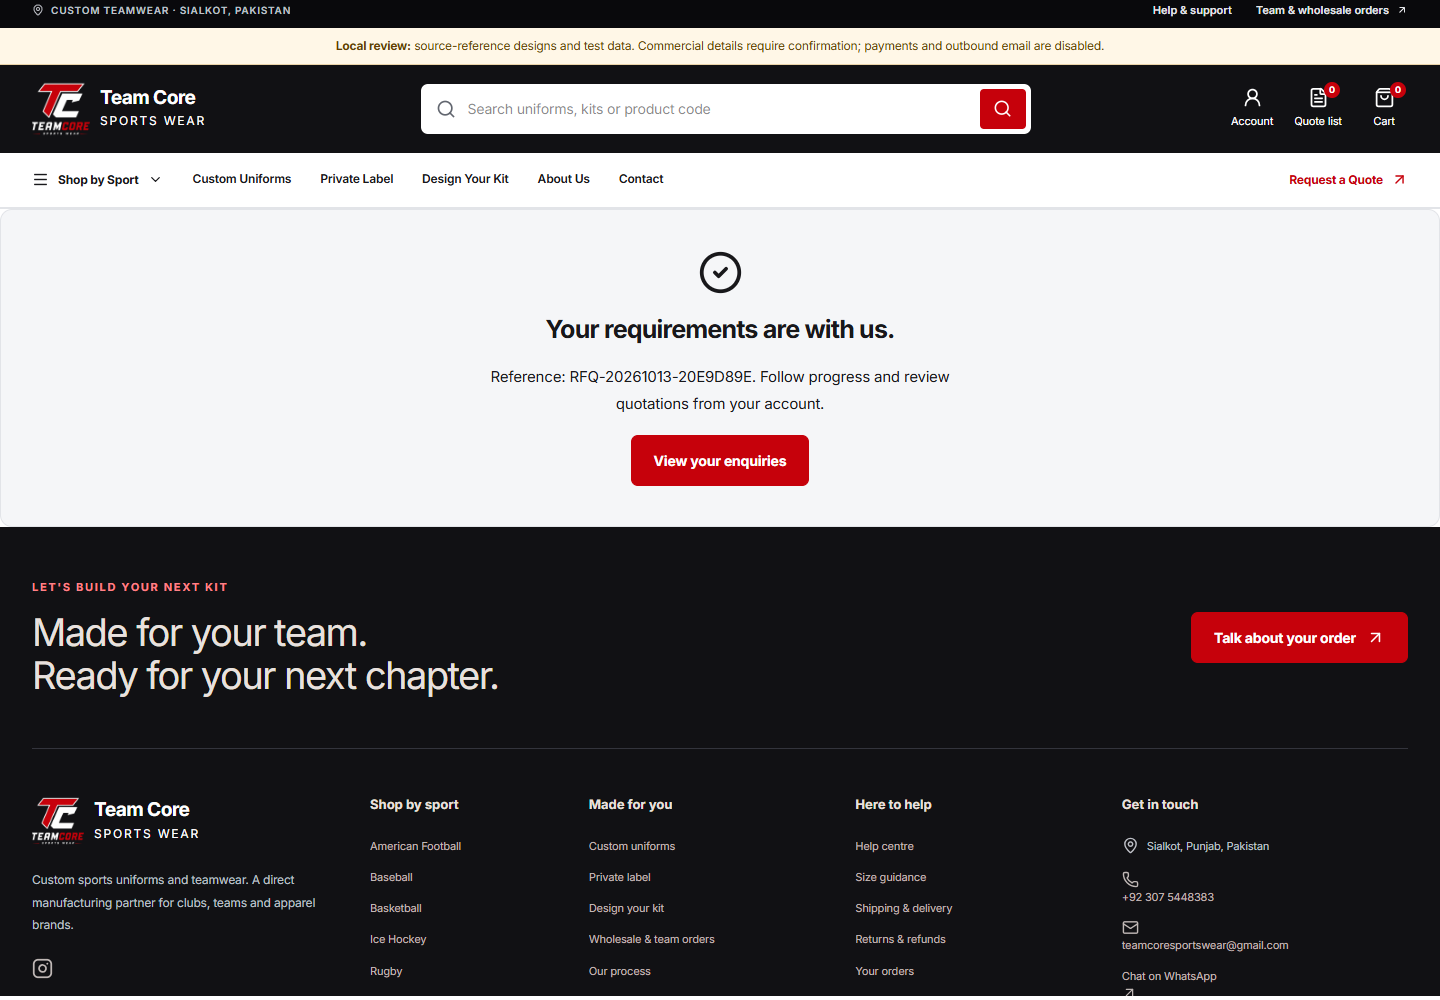 CUSTOM TEAMWEAR · SIALKOT, PAKISTAN
Help & support
Team & wholesale orders
Local review: source-reference designs and test data. Commercial details require confirmation; payments and outbound email are disabled.
TC
TEAMCORE
SPORTS WEAR
Team Core
SPORTS WEAR
Search uniforms, kits or product code
Account
0
Quote list
0
Cart
Shop by Sport
Custom Uniforms
Private Label
Design Your Kit
About Us
Contact
Request a Quote
Your requirements are with us.
Reference: RFQ-20261013-20E9D89E. Follow progress and review
quotations from your account.
View your enquiries
LET'S BUILD YOUR NEXT KIT
Made for your team.
Ready for your next chapter.
Talk about your order
TC
TEAMCORE
SPORTS WEAR
Team Core
SPORTS WEAR
Custom sports uniforms and teamwear. A direct
manufacturing partner for clubs, teams and apparel
brands.
Shop by sport
American Football
Baseball
Basketball
Ice Hockey
Rugby
Made for you
Custom uniforms
Private label
Design your kit
Wholesale & team orders
Our process
Here to help
Help centre
Size guidance
Shipping & delivery
Returns & refunds
Your orders
Get in touch
Sialkot, Punjab, Pakistan
+92 307 5448383
teamcoresportswear@gmail.com
Chat on WhatsApp